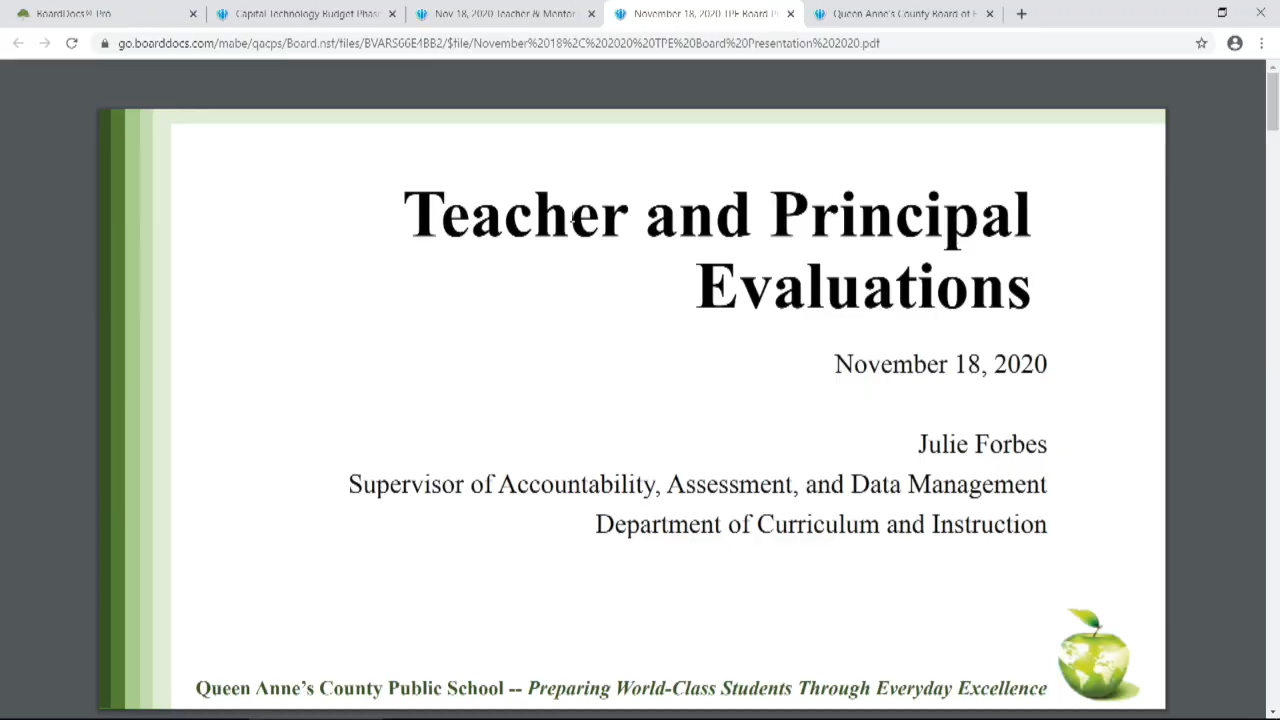 BoardDocs® Pro
Capital Technology Budget Phas
Nov 18, 2020 Teacher & Mentor
November 18, 2020 TPE Board P
Queen Anne's County Board of E
go.boarddocs.com/mabe/qacps/Board.nsf/files/BVARS66E4BB2/$file/November%2018%2C%202020%20TPE%20Board%20Presentation%202020.pdf
Teacher and Principal
Evaluations
November 18, 2020
Julie Forbes
Supervisor of Accountability, Assessment, and Data Management
Department of Curriculum and Instruction
Queen Anne's County Public School -- Preparing World-Class Students Through Everyday Excellence